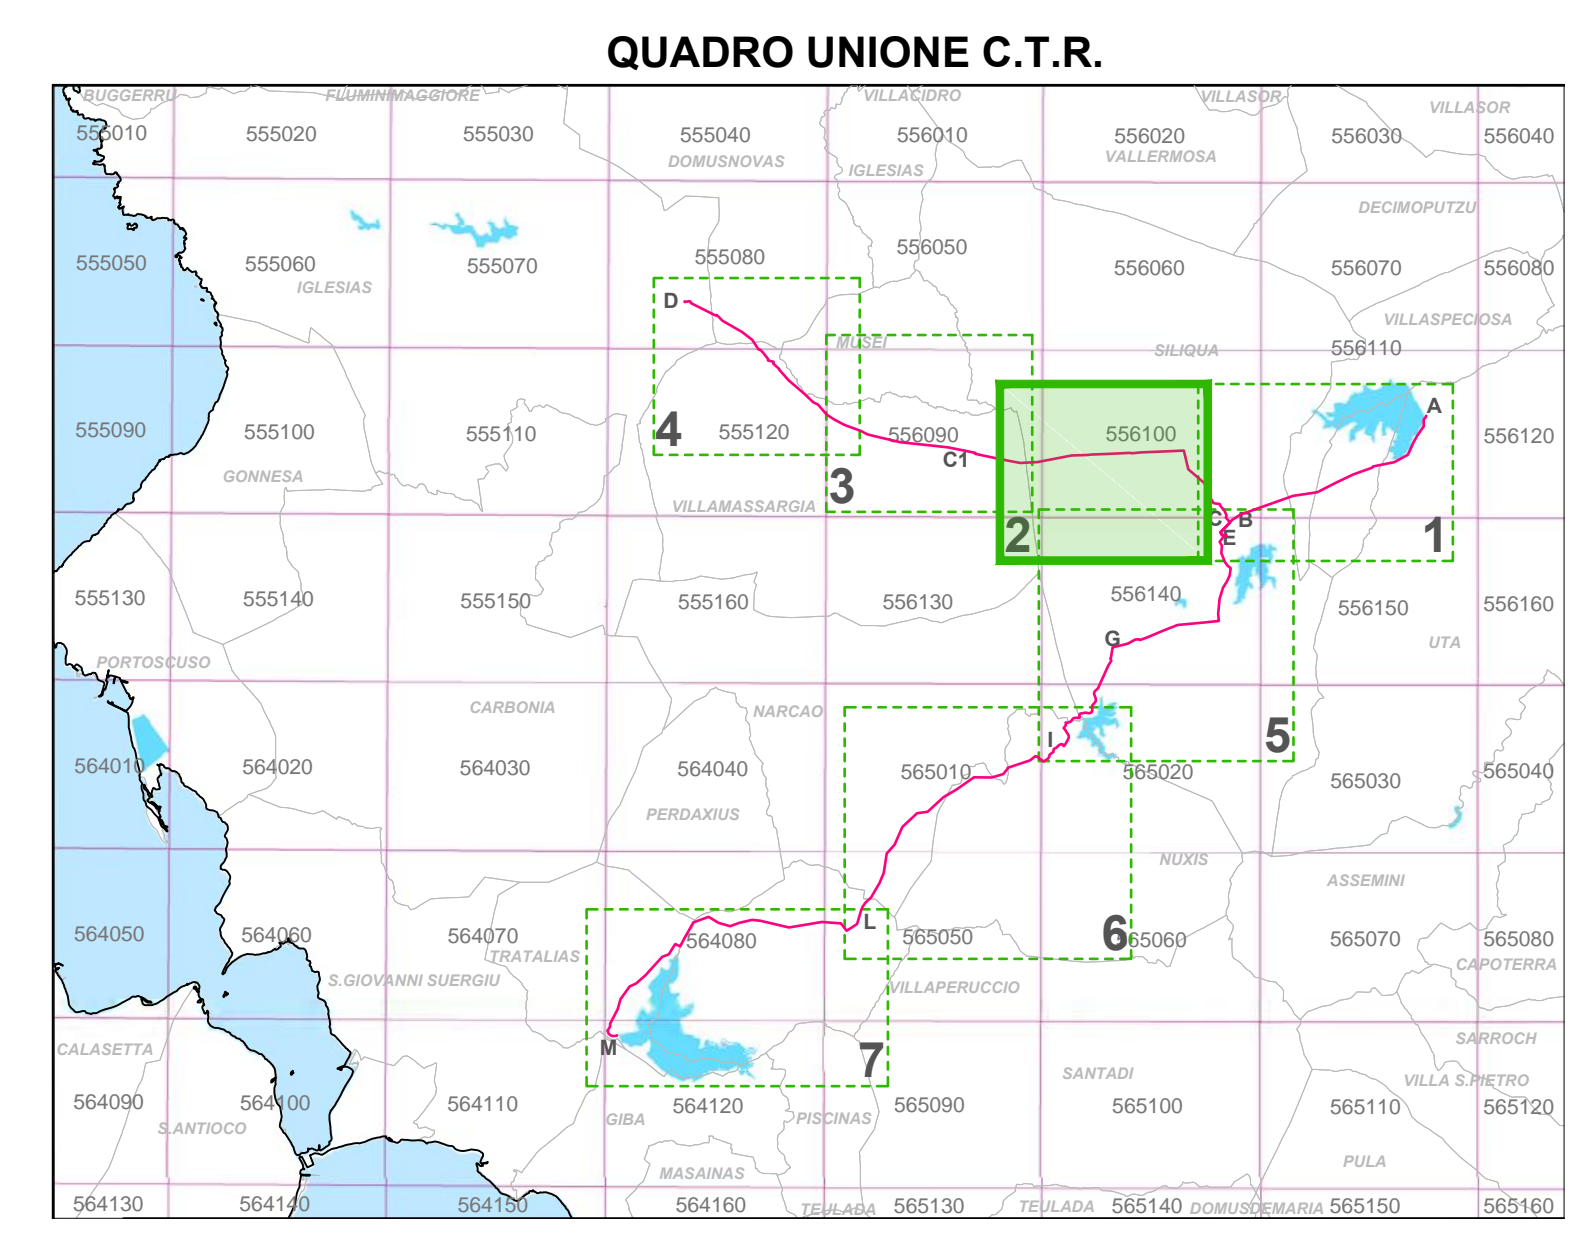 QUADRO UNIONE C.T.R.
BUGGERRU
FLUMINIMAGGIORE
VILLACIDRO
VILLASOR
VILLASOR
555010
555020
555030
555040
556010
556020
556030
556040
DOMUSNOVAS
IGLESIAS
VALLERMOSA
DECIMOPUTZU
555050
555060
555070
555080
556050
556060
556070
556080
IGLESIAS
D
VILLASPECIOSA
MUSEI
SILIQUA
556110
A
555090
555100
555110
4
555120
556090
556100
556120
C1
GONNESA
3
VILLAMASSARGIA
2
C
B
E
1
555130
555140
555150
555160
556130
556140
556150
556160
G
UTA
PORTOSCUSO
CARBONIA
NARCAO
I
5
564010
564020
564030
564040
565010
565020
565030
565040
PERDAXIUS
NUXIS
ASSEMINI
L
564050
564060
564070
564080
565050
6
565060
565070
565080
TRATALIAS
CAPOTERRA
S.GIOVANNI SUERGIU
VILLAPERUCCIO
M
CALASETTA
7
SARROCH
SANTADI
VILLA S.PIETRO
564090
564100
564110
564120
565090
565100
565110
565120
S.ANTIOCO
GIBA
PISCINAS
MASAINAS
PULA
564130
564140
564150
564160
TEULADA
565130
TEULADA
565140
DOMUSDEMARIA
565150
565160